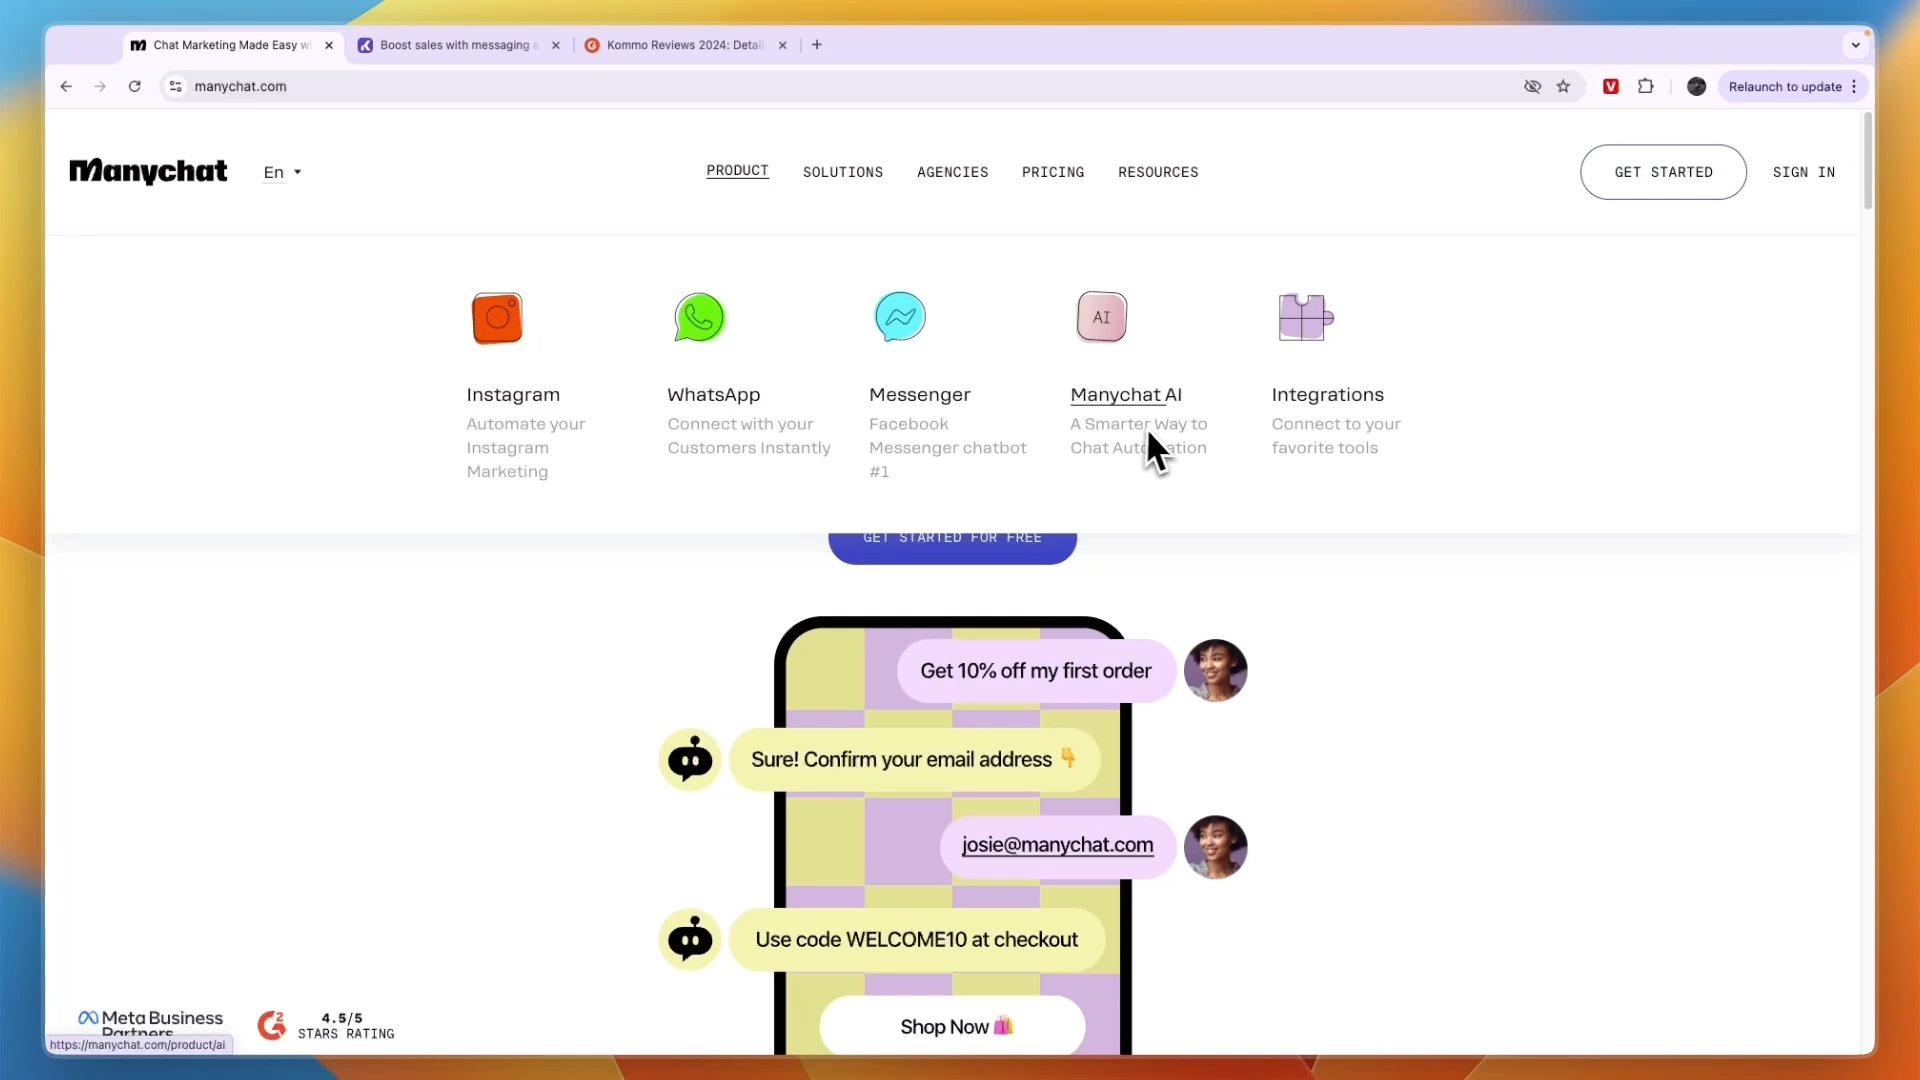 Chat Marketing Made Easy wi
Boost sales with messaging a
Kommo Reviews 2024: Detail
manychat.com
Relaunch to update
Manychat
En
PRODUCT
SOLUTIONS
AGENCIES
PRICING
RESOURCES
GET STARTED
SIGN IN
AI
Instagram
Automate your
Instagram
Marketing
WhatsApp
Connect with your
Customers Instantly
Messenger
Facebook
Messenger chatbot
#1
Manychat AI
A Smarter Way to
Chat Automation
Integrations
Connect to your
favorite tools
GET STARTED FOR FREE
Get 10% off my first order
Sure! Confirm your email address 👇
josie@manychat.com
Use code WELCOME10 at checkout
Shop Now 🛍️
Meta Business
Partners
4.5/5
STARS RATING
https://manychat.com/product/ai